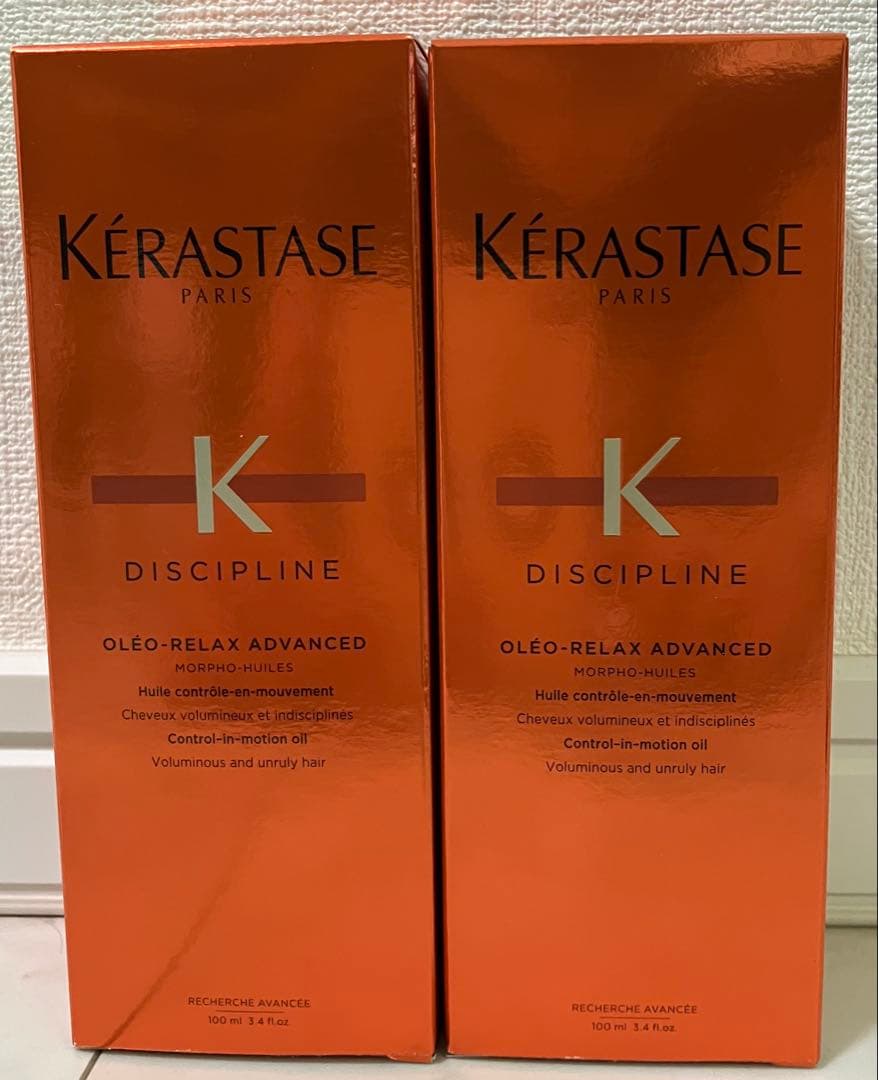 KÉRASTASE
PARIS
K
DISCIPLINE
OLÉO-RELAX ADVANCED
MORPHO-HUILES
Huile contrôle-en-mouvement
Cheveux volumineux et indisciplinés
Control-in-motion oil
Voluminous and unruly hair
RECHERCHE AVANCÉE
100 ml 3.4 fl.oz.
KÉRASTASE
PARIS
K
DISCIPLINE
OLÉO-RELAX ADVANCED
MORPHO-HUILES
Huile contrôle-en-mouvement
Cheveux volumineux et indisciplinés
Control-in-motion oil
Voluminous and unruly hair
RECHERCHE AVANCÉE
100 ml 3.4 fl.oz.